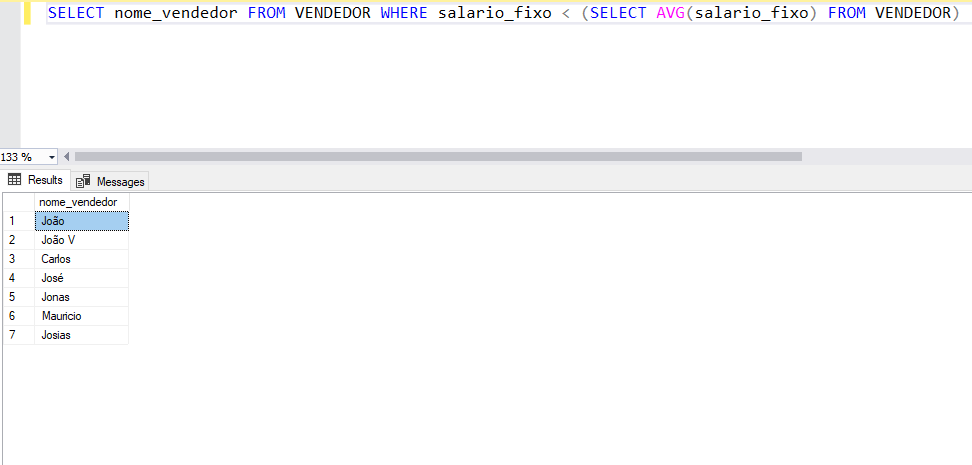 SELECT nome_vendedor FROM VENDEDOR WHERE salario_fixo < (SELECT AVG(salario_fixo) FROM VENDEDOR)
133 %
Results Messages
nome_vendedor
1 João
2 João V
3 Carlos
4 José
5 Jonas
6 Mauricio
7 Josias